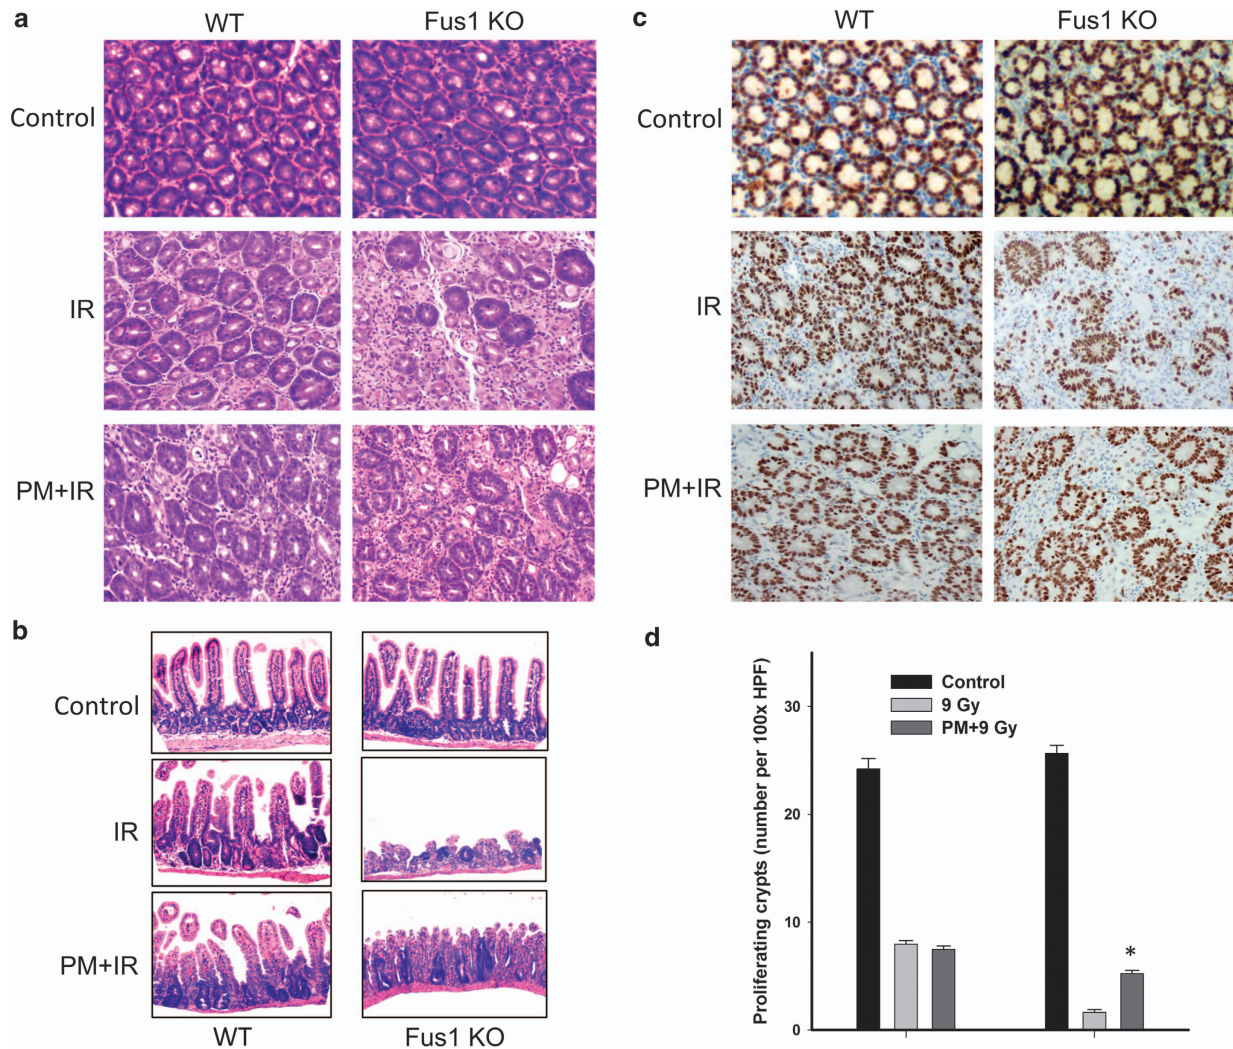 a
WT
Fus1 KO
Control
IR
PM+IR
b
Control
IR
PM+IR
WT
Fus1 KO
c
WT
Fus1 KO
Control
IR
PM+IR
d
Proliferating crypts (number per 100x HPF)
30
20
10
0
Control
9 Gy
PM+9 Gy
*